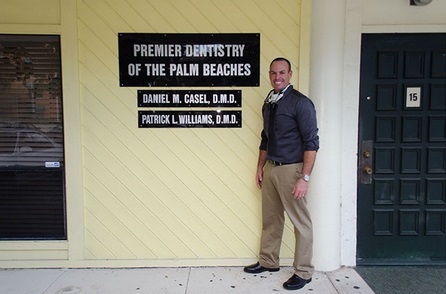 PREMIER DENTISTRY
OF THE PALM BEACHES
DANIEL M. CASEL, D.M.D.
PATRICK L. WILLIAMS, D.M.D.
15